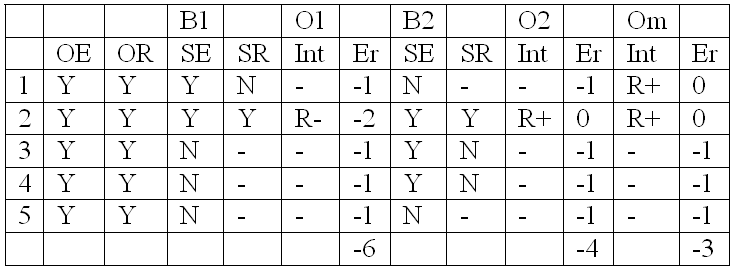 B1 O1 B2 O2 Om
OE OR SE SR Int Er SE SR Int Er Int Er
1 Y Y Y N - -1 N - - -1 R+ 0
2 Y Y Y Y R- -2 Y Y R+ 0 R+ 0
3 Y Y N - - -1 Y N - -1 - -1
4 Y Y N - - -1 Y N - -1 - -1
5 Y Y N - - -1 N - - -1 - -1
-6 -4 -3